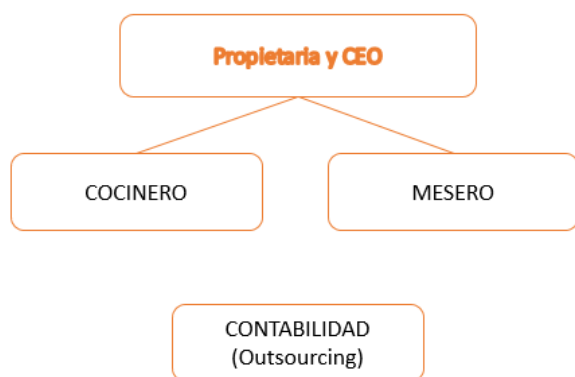 Propietaria y CEO
COCINERO
MESERO
CONTABILIDAD
(Outsourcing)